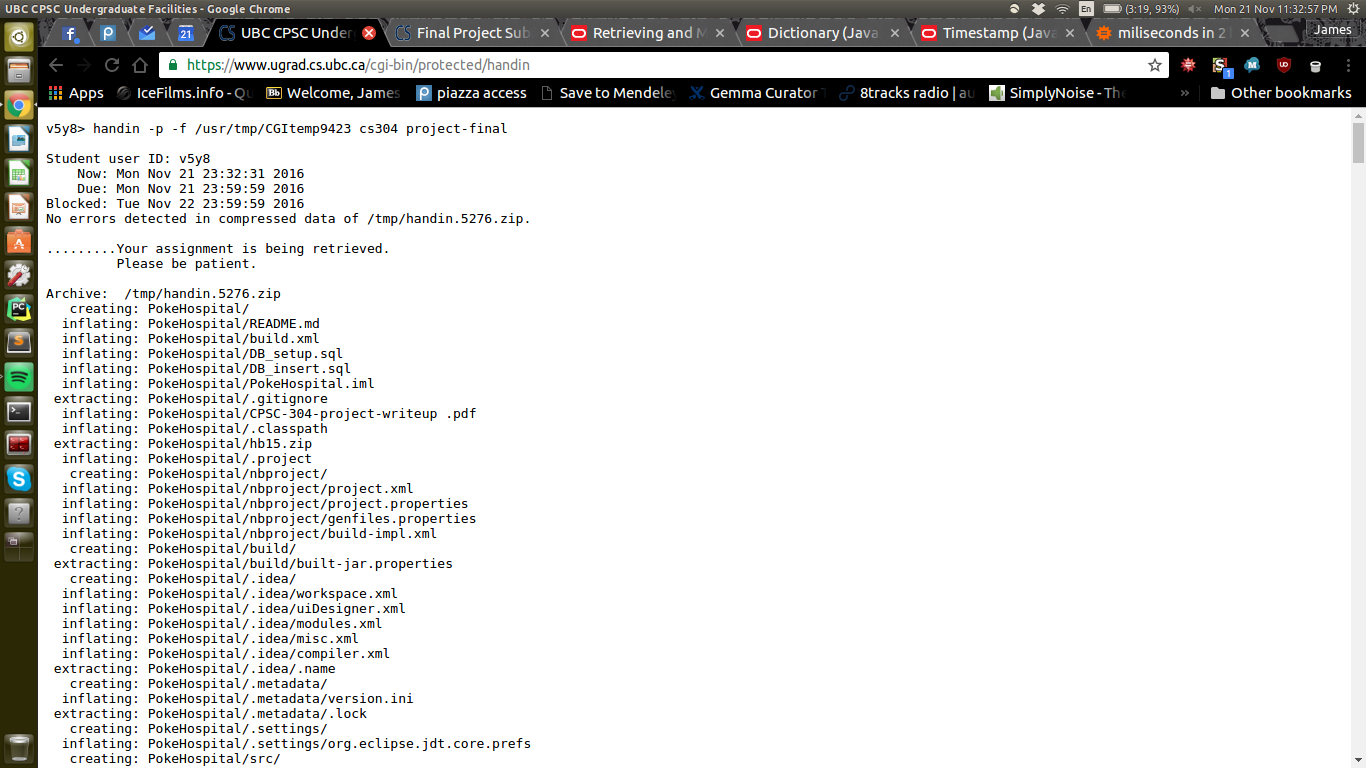 UBC CPSC Undergraduate Facilities - Google Chrome
En (3:19, 93%) Mon 21 Nov 11:32:57 PM
UBC CPSC Under Final Project Sub Retrieving and M Dictionary (Java Timestamp (Java miliseconds in 2 James
https://www.ugrad.cs.ubc.ca/cgi-bin/protected/handin
Apps IceFilms.info - Qu Welcome, James piazza access Save to Mendeley Gemma Curator T 8tracks radio | au SimplyNoise - The » Other bookmarks
v5y8> handin -p -f /usr/tmp/CGItemp9423 cs304 project-final
Student user ID: v5y8
Now: Mon Nov 21 23:32:31 2016
Due: Mon Nov 21 23:59:59 2016
Blocked: Tue Nov 22 23:59:59 2016
No errors detected in compressed data of /tmp/handin.5276.zip.
.........Your assignment is being retrieved.
Please be patient.
Archive:  /tmp/handin.5276.zip
creating: PokeHospital/
inflating: PokeHospital/README.md
inflating: PokeHospital/build.xml
inflating: PokeHospital/DB_setup.sql
inflating: PokeHospital/DB_insert.sql
inflating: PokeHospital/PokeHospital.iml
extracting: PokeHospital/.gitignore
inflating: PokeHospital/CPSC-304-project-writeup .pdf
inflating: PokeHospital/.classpath
extracting: PokeHospital/hb15.zip
inflating: PokeHospital/.project
creating: PokeHospital/nbproject/
inflating: PokeHospital/nbproject/project.xml
inflating: PokeHospital/nbproject/project.properties
inflating: PokeHospital/nbproject/genfiles.properties
inflating: PokeHospital/nbproject/build-impl.xml
creating: PokeHospital/build/
extracting: PokeHospital/build/built-jar.properties
creating: PokeHospital/.idea/
inflating: PokeHospital/.idea/workspace.xml
inflating: PokeHospital/.idea/uiDesigner.xml
inflating: PokeHospital/.idea/modules.xml
inflating: PokeHospital/.idea/misc.xml
inflating: PokeHospital/.idea/compiler.xml
extracting: PokeHospital/.idea/.name
creating: PokeHospital/.metadata/
inflating: PokeHospital/.metadata/version.ini
extracting: PokeHospital/.metadata/.lock
creating: PokeHospital/.settings/
inflating: PokeHospital/.settings/org.eclipse.jdt.core.prefs
creating: PokeHospital/src/